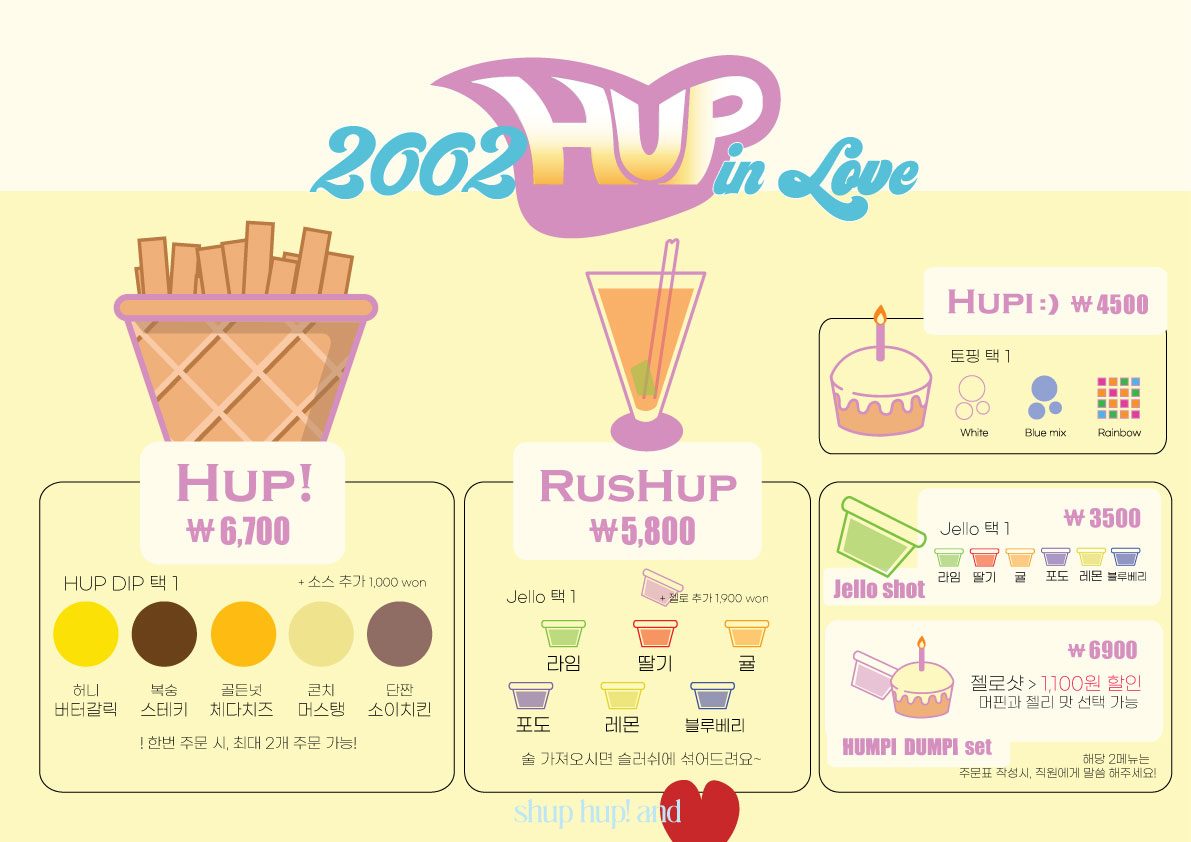 2002 HUP in Love
HUP!
₩ 6,700
HUP DIP 택 1
+ 소스 추가 1,000 won
허니
버터갈릭
복숭
스테키
골든넛
체다치즈
콘치
머스탱
단짠
소이치킨
! 한번 주문 시, 최대 2개 주문 가능!
RUSHUP
₩ 5,800
Jello 택 1
+ 젤로 추가 1,900 won
라임
딸기
귤
포도
레몬
블루베리
술 가져오시면 슬러쉬에 섞어드려요~
HUPI :) ₩ 4500
토핑 택 1
White
Blue mix
Rainbow
Jello 택 1
₩ 3500
라임
딸기
귤
포도
레몬
블루베리
Jello shot
₩ 6900
젤로샷 > 1,100원 할인
머핀과 젤리 맛 선택 가능
HUMPI DUMPI set
해당 2메뉴는
주문표 작성시, 직원에게 말씀 해주세요!
shup hup! and